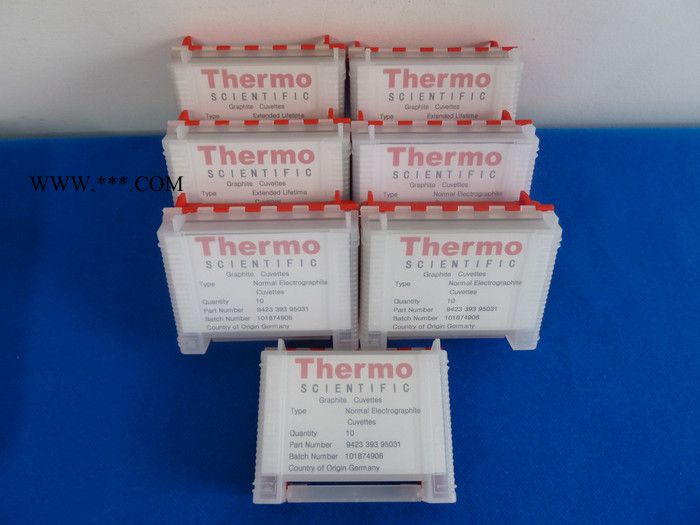 Thermo
SCIENTIFIC
Graphite Cuvettes
Type Extended Lifetime
Thermo
SCIENTIFIC
Graphite Cuvettes
Type Extended Lifetime
Thermo
SCIENTIFIC
Graphite Cuvettes
Type Extended Lifetime
Thermo
SCIENTIFIC
Graphite Cuvettes
Type Normal Electrographite
WWW.***.COM
Thermo
SCIENTIFIC
Graphite Cuvettes
Type Normal Electrographite
Cuvettes
Quantity 10
Part Number 9423 393 95031
Batch Number 101874906
Country of Origin Germany
Thermo
SCIENTIFIC
Graphite Cuvettes
Type Normal Electrographite
Cuvettes
Quantity 10
Part Number 9423 393 95031
Batch Number 101874906
Country of Origin Germany
Thermo
SCIENTIFIC
Graphite Cuvettes
Type Normal Electrographite
Cuvettes
Quantity 10
Part Number 9423 393 95031
Batch Number 101874906
Country of Origin Germany